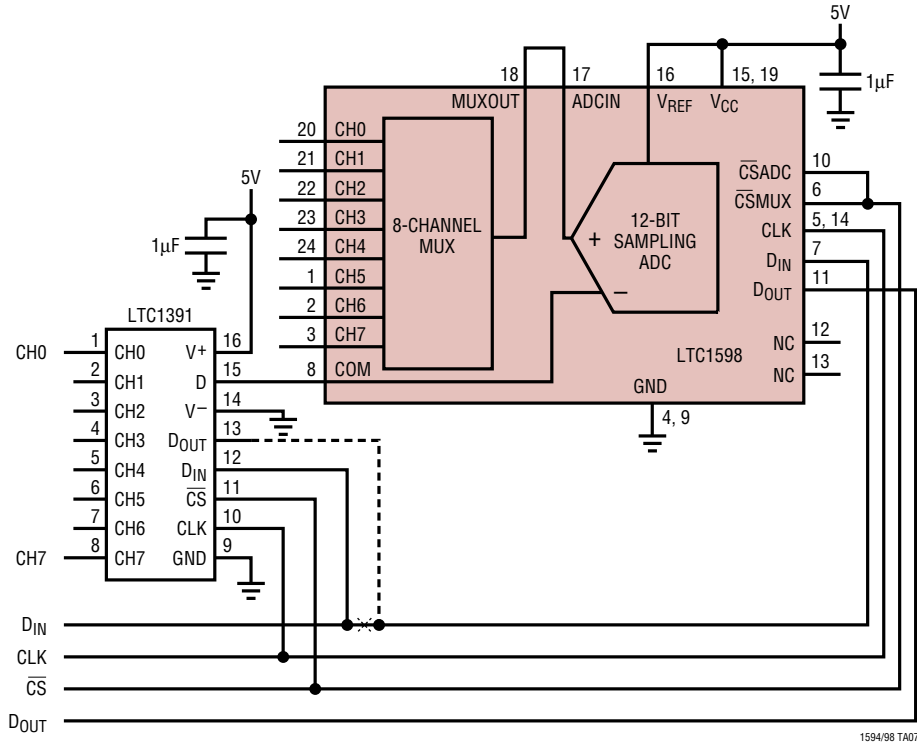 5V
1µF
18
17
16
15, 19
MUXOUT
ADCIN
VREF
VCC
20 CH0
21 CH1
22 CH2
23 CH3
24 CH4
1 CH5
2 CH6
3 CH7
8 COM
8-CHANNEL
MUX
+
12-BIT
SAMPLING
ADC
–
CSADC 10
CSMUX 6
CLK 5, 14
DIN 7
DOUT 11
NC 12
NC 13
LTC1598
GND
4, 9
5V
1µF
LTC1391
CH0 1 CH0 V+ 16
2 CH1 D 15
3 CH2 V– 14
4 CH3 DOUT 13
5 CH4 DIN 12
6 CH5 CS 11
7 CH6 CLK 10
CH7 8 CH7 GND 9
DIN
CLK
CS
DOUT
1594/98 TA07